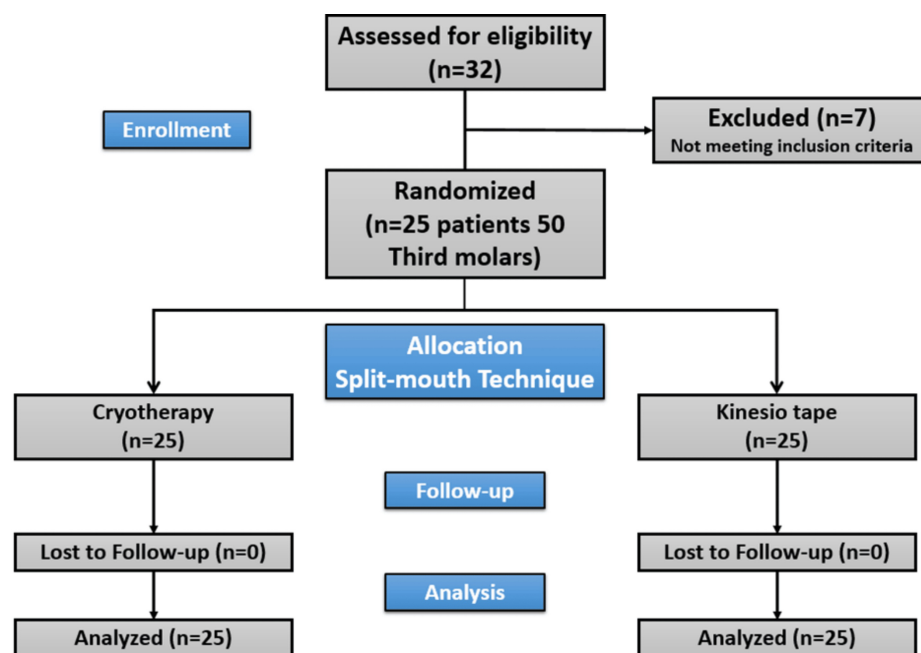 Assessed for eligibility
(n=32)
Enrollment
Excluded (n=7)
Not meeting inclusion criteria
Randomized
(n=25 patients 50
Third molars)
Allocation
Split-mouth Technique
Cryotherapy
(n=25)
Kinesio tape
(n=25)
Follow-up
Lost to Follow-up (n=0)
Lost to Follow-up (n=0)
Analysis
Analyzed (n=25)
Analyzed (n=25)